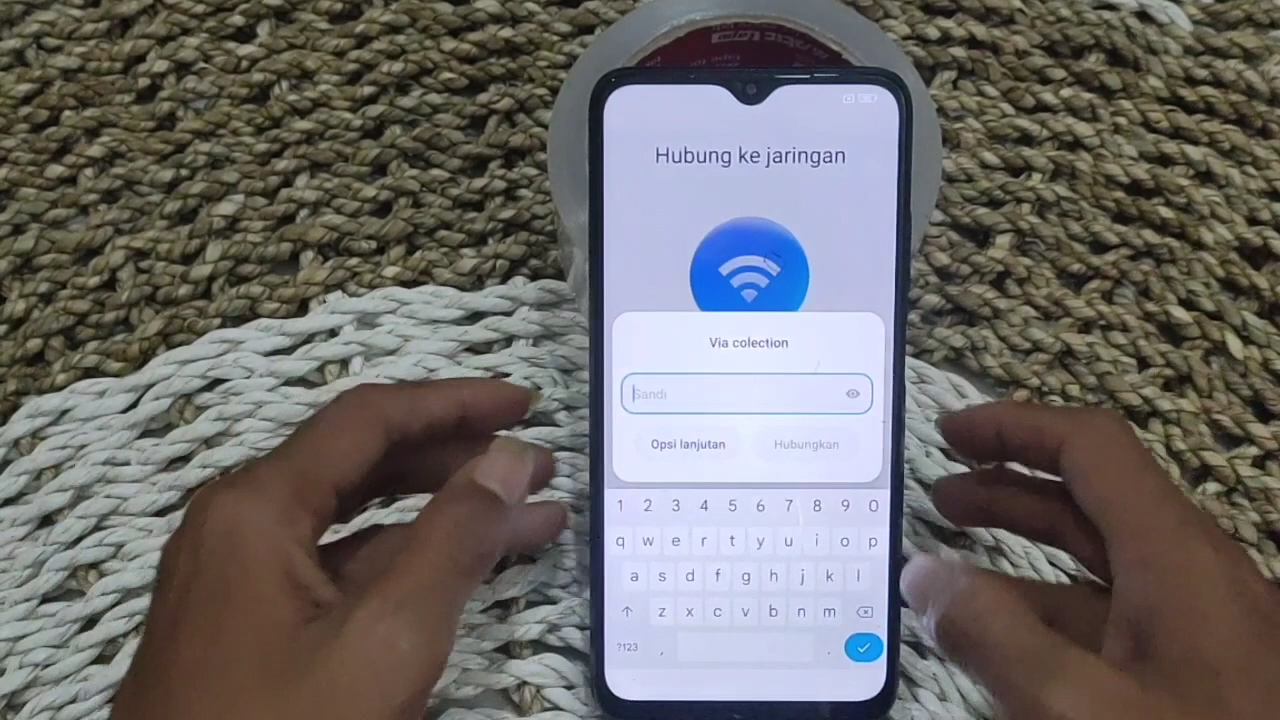 Hubung ke jaringan
Via colection
Sandi
Opsi lanjutan Hubungkan
1 2 3 4 5 6 7 8 9 0
q w e r t y u i o p
a s d f g h j k l
z x c v b n m
?123 , .